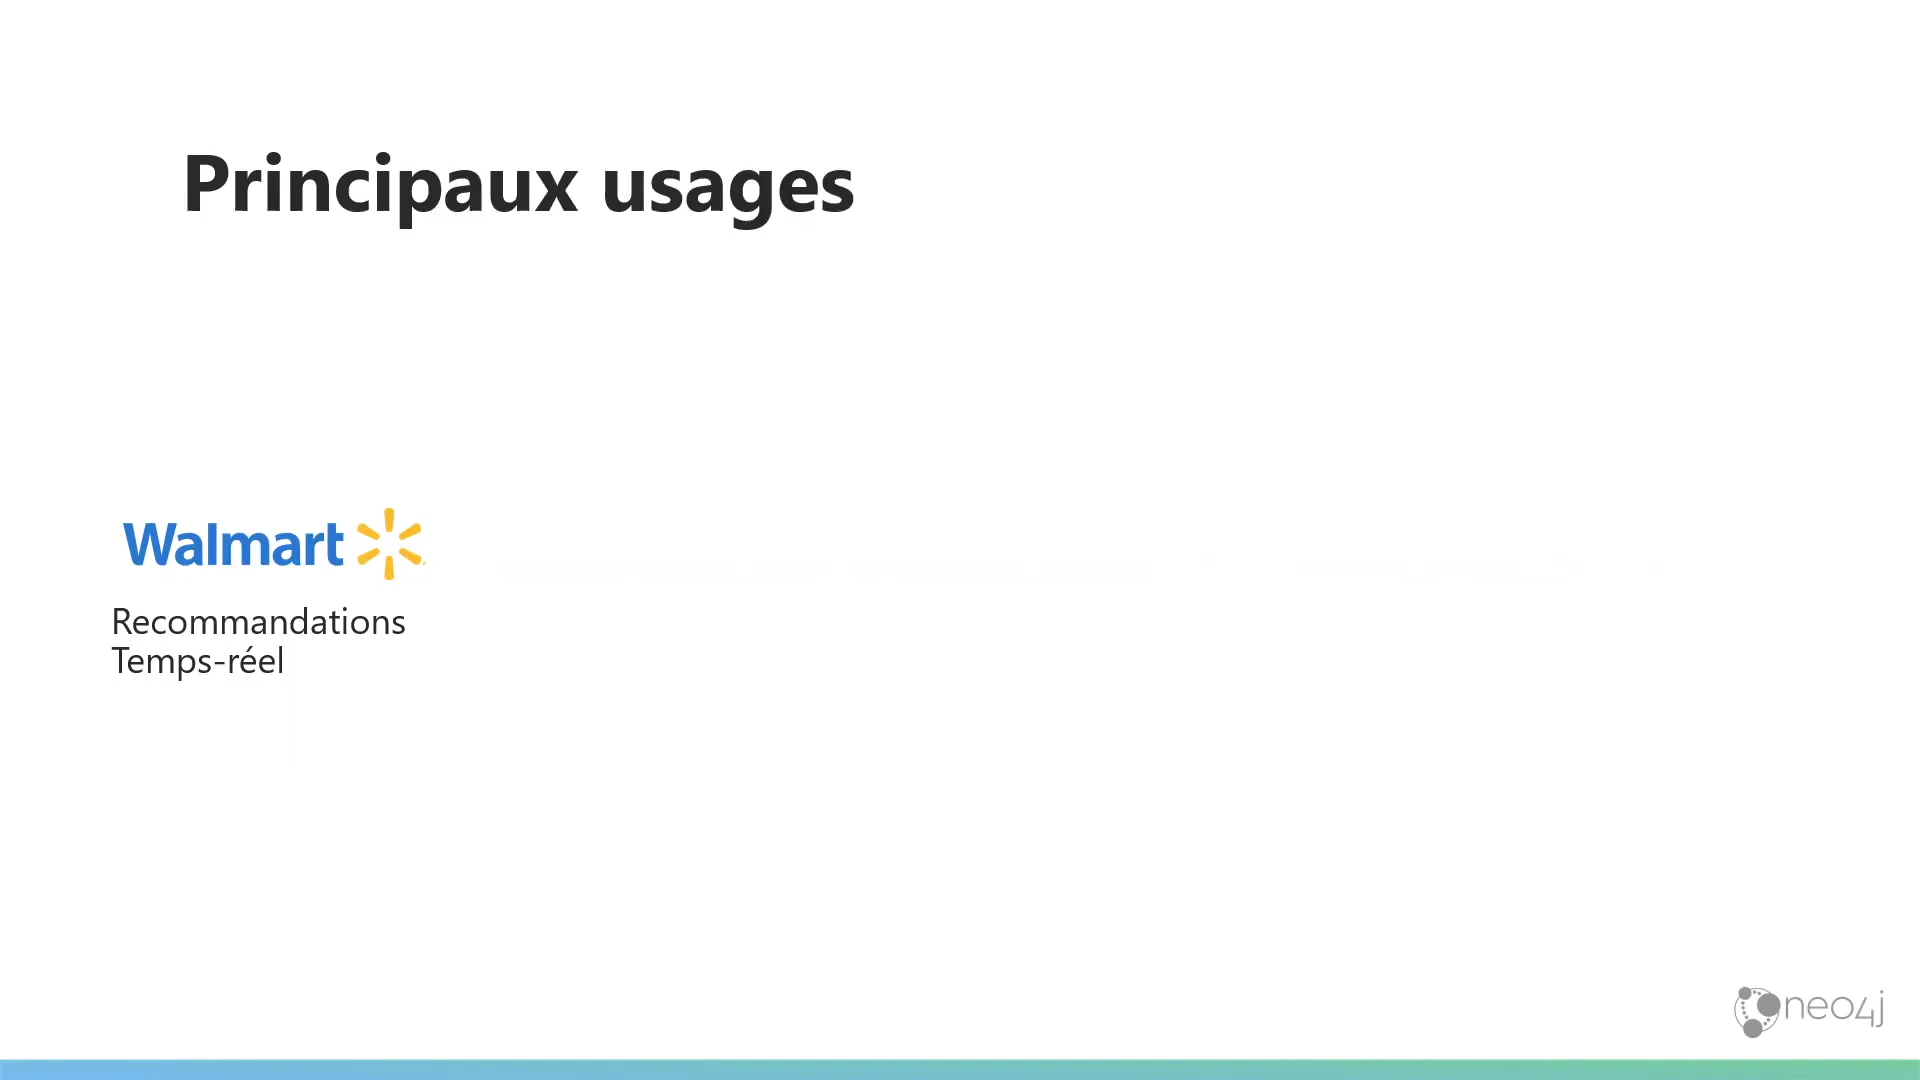 Principaux usages
Walmart
Recommandations
Temps-réel
neo4j